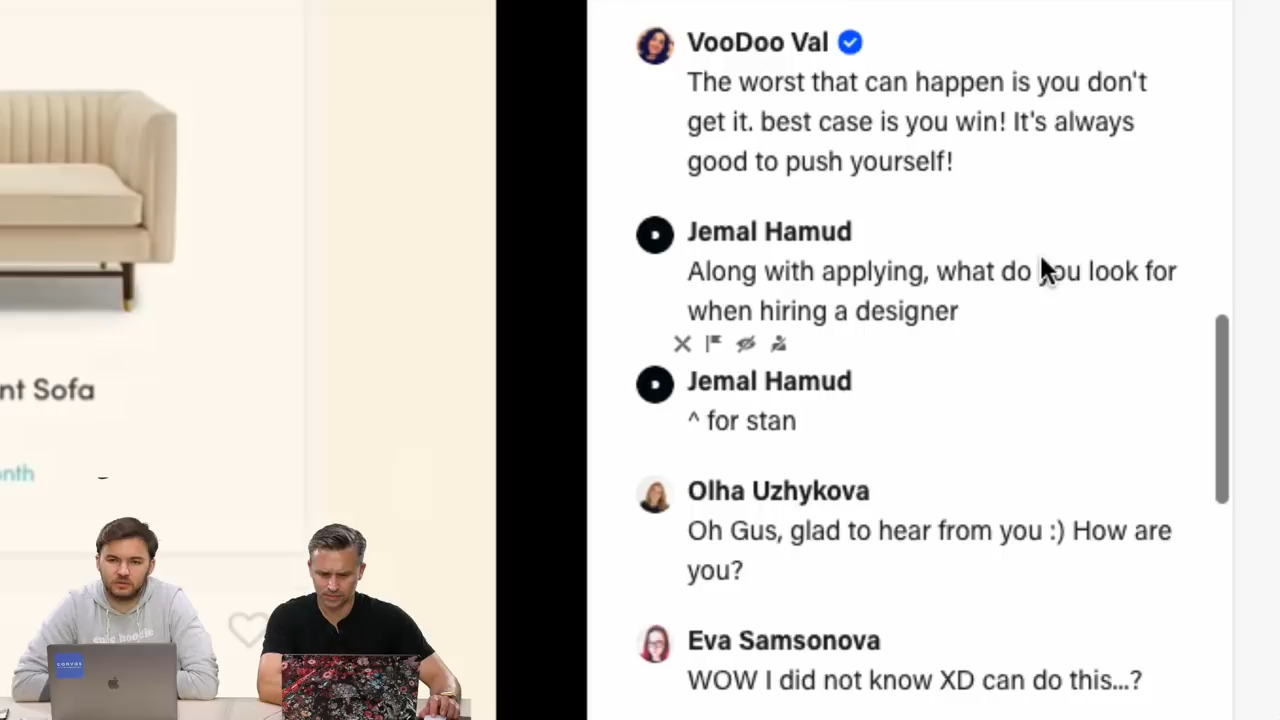 VooDoo Val
The worst that can happen is you don't
get it. best case is you win! It's always
good to push yourself!
Jemal Hamud
Along with applying, what do you look for
when hiring a designer
Jemal Hamud
^ for stan
Olha Uzhykova
Oh Gus, glad to hear from you :) How are
you?
Eva Samsonova
WOW I did not know XD can do this...?
nt Sofa
onth
epic hoodie
canvas